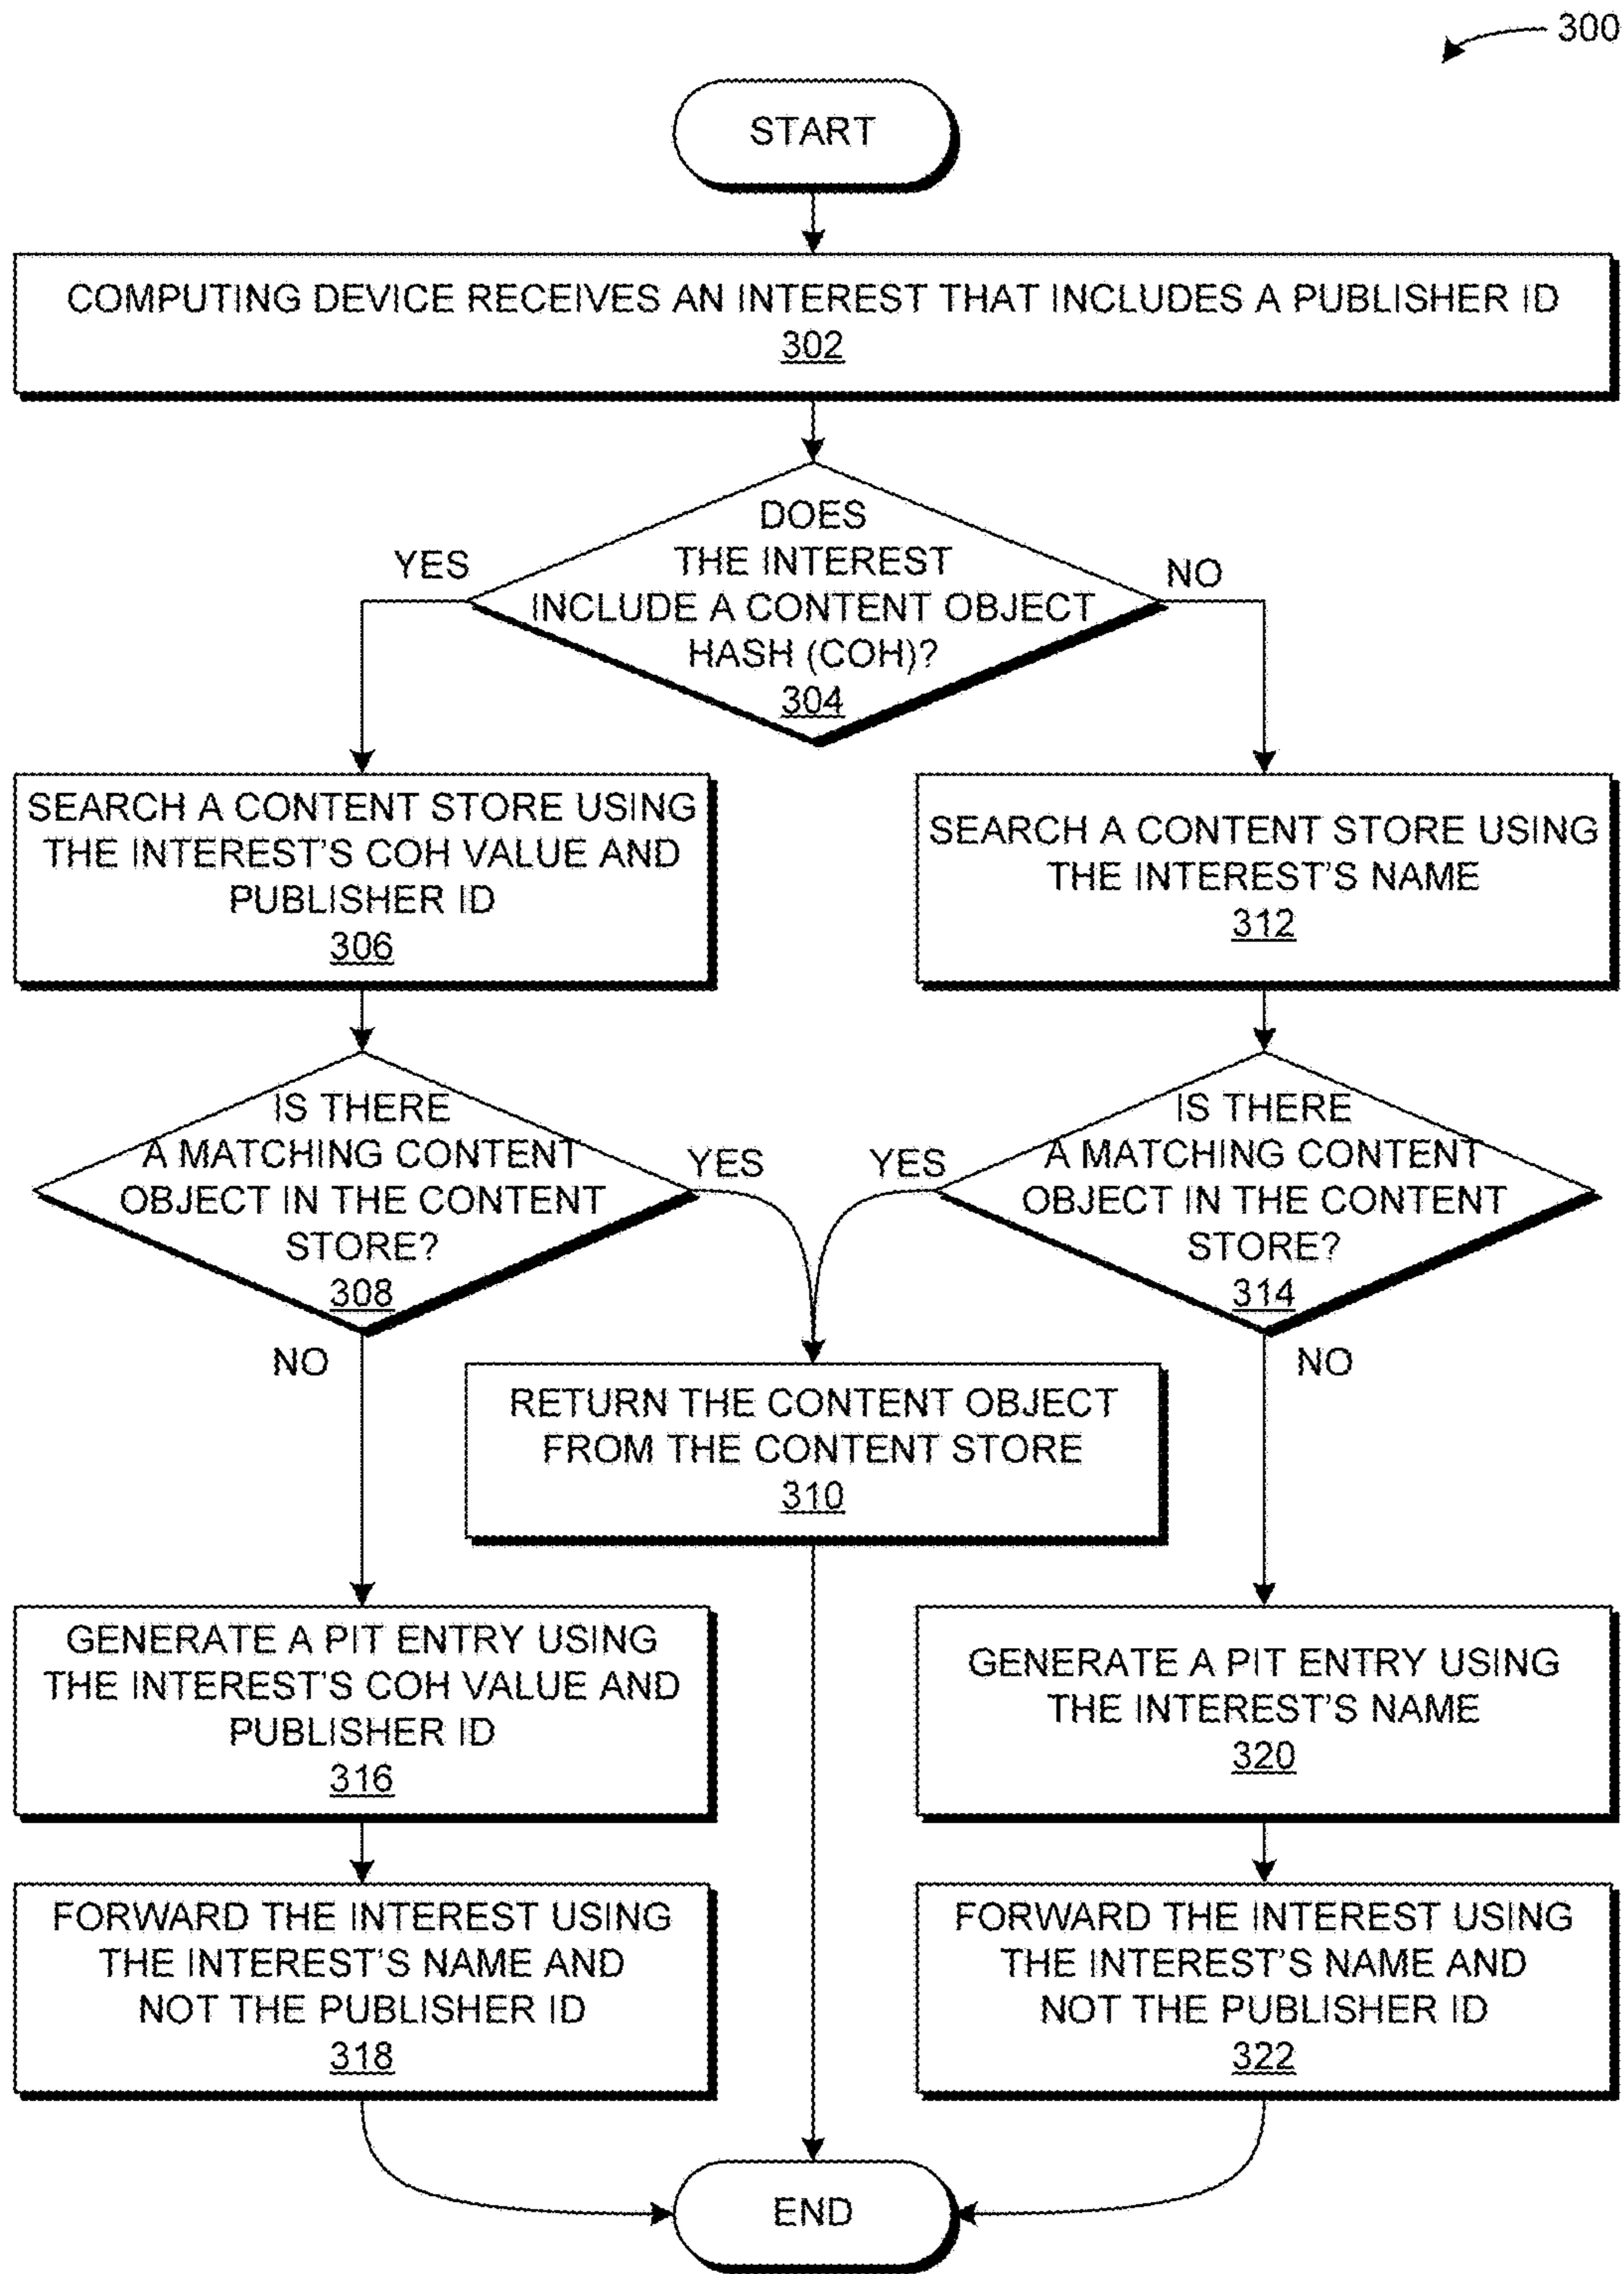 300
START
COMPUTING DEVICE RECEIVES AN INTEREST THAT INCLUDES A PUBLISHER ID
302
DOES
THE INTEREST
INCLUDE A CONTENT OBJECT
HASH (COH)?
304
YES
NO
SEARCH A CONTENT STORE USING
THE INTEREST'S COH VALUE AND
PUBLISHER ID
306
SEARCH A CONTENT STORE USING
THE INTEREST'S NAME
312
IS THERE
A MATCHING CONTENT
OBJECT IN THE CONTENT
STORE?
308
YES
NO
YES
IS THERE
A MATCHING CONTENT
OBJECT IN THE CONTENT
STORE?
314
NO
RETURN THE CONTENT OBJECT
FROM THE CONTENT STORE
310
GENERATE A PIT ENTRY USING
THE INTEREST'S COH VALUE AND
PUBLISHER ID
316
GENERATE A PIT ENTRY USING
THE INTEREST'S NAME
320
FORWARD THE INTEREST USING
THE INTEREST'S NAME AND
NOT THE PUBLISHER ID
318
FORWARD THE INTEREST USING
THE INTEREST'S NAME AND
NOT THE PUBLISHER ID
322
END